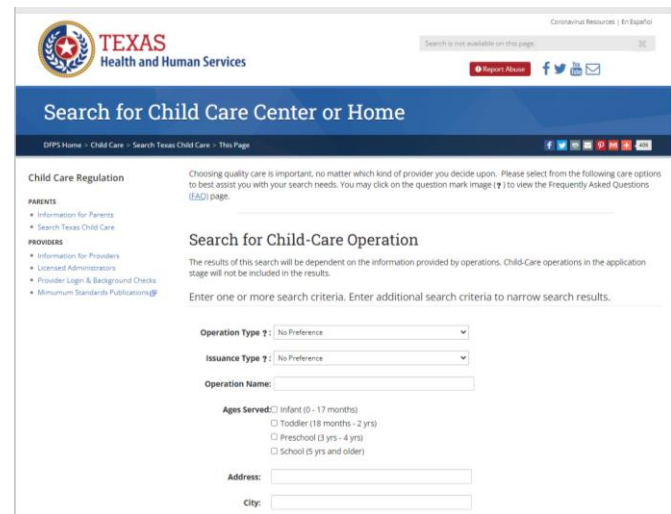 Coronavirus Resources | En Español
TEXAS
Health and Human Services
Search is not available on this page.
Report Abuse
Search for Child Care Center or Home
DFPS Home > Child Care > Search Texas Child Care > This Page
Child Care Regulation
PARENTS
Information for Parents
Search Texas Child Care
PROVIDERS
Information for Providers
Licensed Administrators
Provider Login & Background Checks
Mimumum Standards Publications
Choosing quality care is important, no matter which kind of provider you decide upon. Please select from the following care options
to best assist you with your search needs. You may click on the question mark image (?) to view the Frequently Asked Questions
(FAQ) page.
Search for Child-Care Operation
The results of this search will be dependent on the information provided by operations. Child-Care operations in the application
stage will not be included in the results.
Enter one or more search criteria. Enter additional search criteria to narrow search results.
Operation Type ?: No Preference
Issuance Type ?: No Preference
Operation Name:
Ages Served: Infant (0 - 17 months)
Toddler (18 months - 2 yrs)
Preschool (3 yrs - 4 yrs)
School (5 yrs and older)
Address:
City: